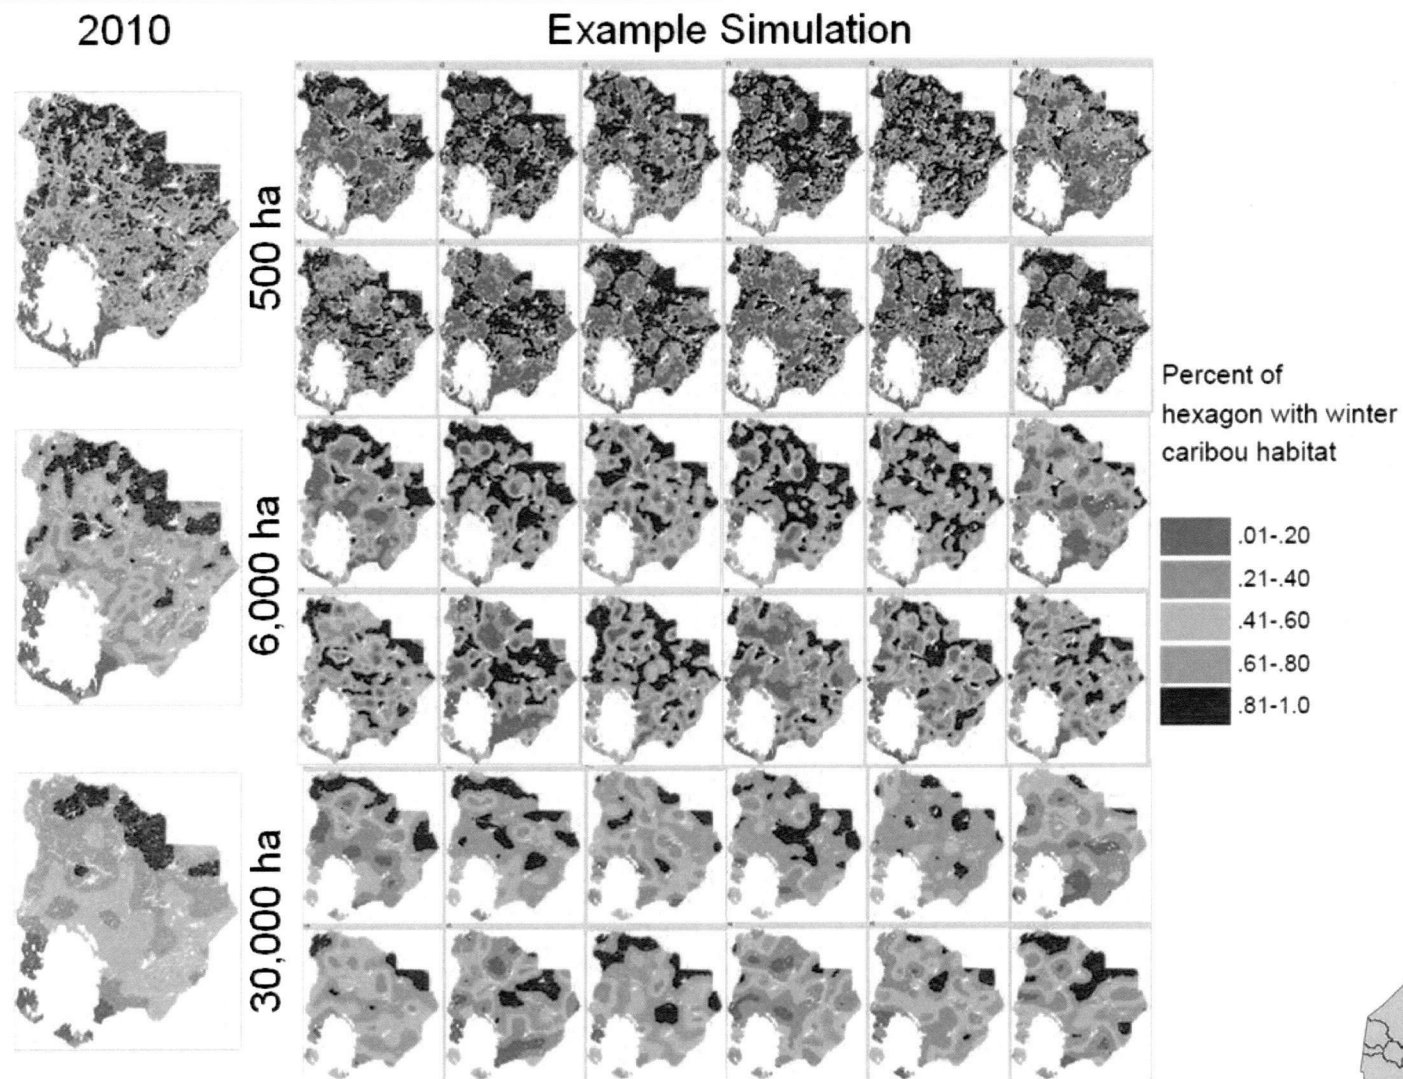 2010
Example Simulation
500 ha
6,000 ha
30,000 ha
Percent of
hexagon with winter
caribou habitat
.01-.20
.21-.40
.41-.60
.61-.80
.81-1.0